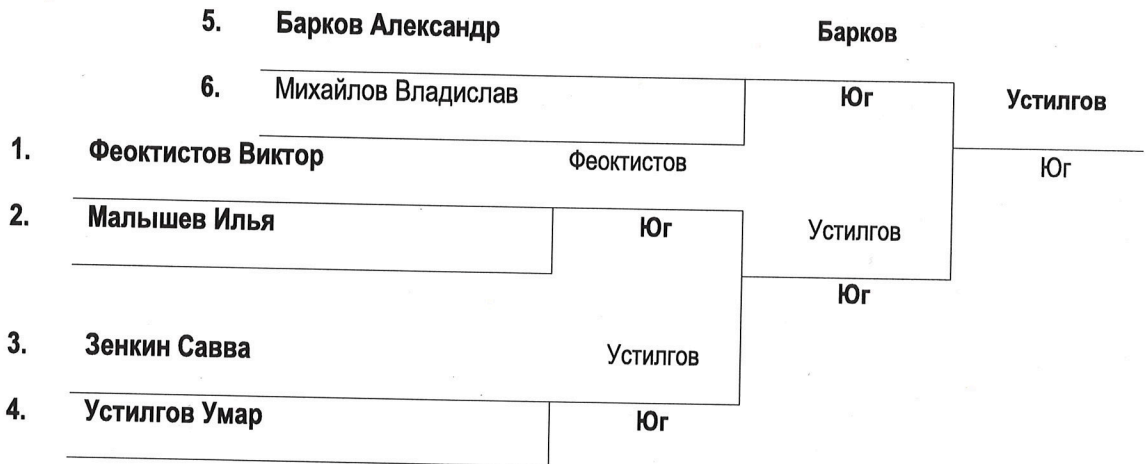 5. Барков Александр Барков
6. Михайлов Владислав Юг Устилгов
1. Феоктистов Виктор Феоктистов Юг
2. Малышев Илья Юг Устилгов
Юг
3. Зенкин Савва Устилгов
4. Устилгов Умар Юг